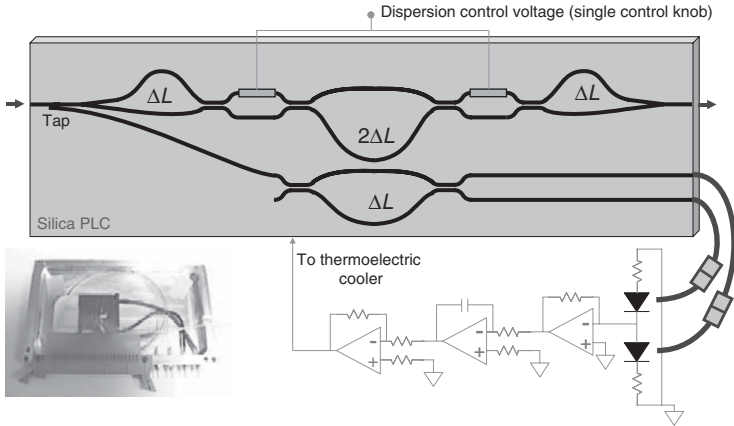 Dispersion control voltage (single control knob)
ΔL
ΔL
Tap
2ΔL
ΔL
Silica PLC
To thermoelectric
cooler
-
+
-
+
-
+